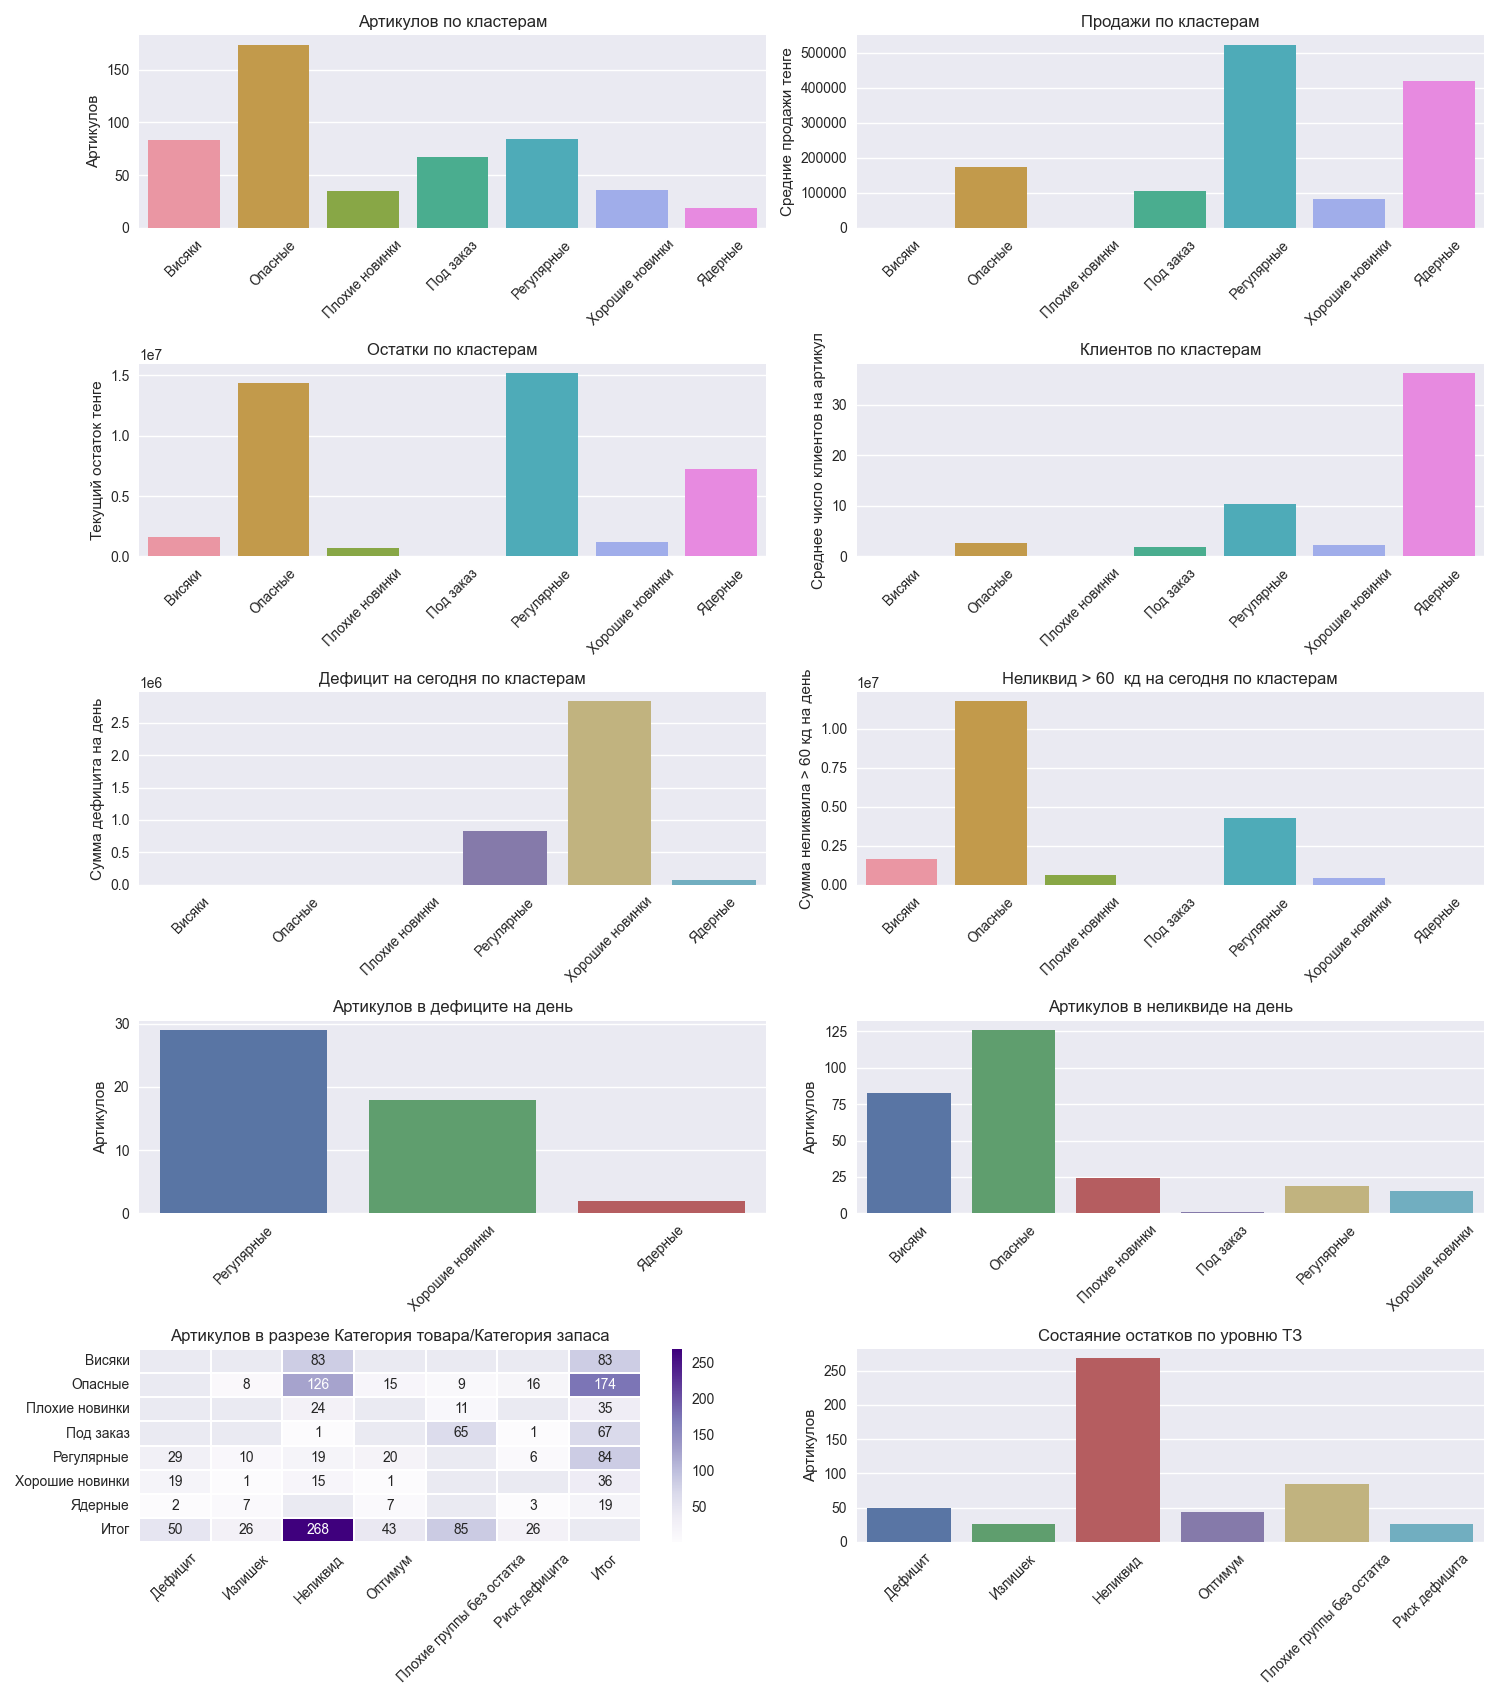 Артикулов по кластерам
Артикулов
150
100
50
0
Висяки
Опасные
Плохие новинки
Под заказ
Регулярные
Хорошие новинки
Ядерные
Продажи по кластерам
Средние продажи тенге
500000
400000
300000
200000
100000
0
Висяки
Опасные
Плохие новинки
Под заказ
Регулярные
Хорошие новинки
Ядерные
Остатки по кластерам
1e7
Текущий остаток тенге
1.5
1.0
0.5
0.0
Висяки
Опасные
Плохие новинки
Под заказ
Регулярные
Хорошие новинки
Ядерные
Клиентов по кластерам
Среднее число клиентов на артикул
30
20
10
0
Висяки
Опасные
Плохие новинки
Под заказ
Регулярные
Хорошие новинки
Ядерные
Дефицит на сегодня по кластерам
1e6
Сумма дефицита на день
2.5
2.0
1.5
1.0
0.5
0.0
Висяки
Опасные
Плохие новинки
Регулярные
Хорошие новинки
Ядерные
Неликвид > 60  кд на сегодня по кластерам
1e7
Сумма неликвила > 60 кд на день
1.00
0.75
0.50
0.25
0.00
Висяки
Опасные
Плохие новинки
Под заказ
Регулярные
Хорошие новинки
Ядерные
Артикулов в дефиците на день
Артикулов
30
20
10
0
Регулярные
Хорошие новинки
Ядерные
Артикулов в неликвиде на день
Артикулов
125
100
75
50
25
0
Висяки
Опасные
Плохие новинки
Под заказ
Регулярные
Хорошие новинки
Артикулов в разрезе Категория товара/Категория запаса
Висяки 83 83
Опасные 8 126 15 9 16 174
Плохие новинки 24 11 35
Под заказ 1 65 1 67
Регулярные 29 10 19 20 6 84
Хорошие новинки 19 1 15 1 36
Ядерные 2 7 7 3 19
Итог 50 26 268 43 85 26
Дефицит
Излишек
Неликвид
Оптимум
Плохие группы без остатка
Риск дефицита
Итог
250
200
150
100
50
Состаяние остатков по уровню ТЗ
Артикулов
250
200
150
100
50
0
Дефицит
Излишек
Неликвид
Оптимум
Плохие группы без остатка
Риск дефицита